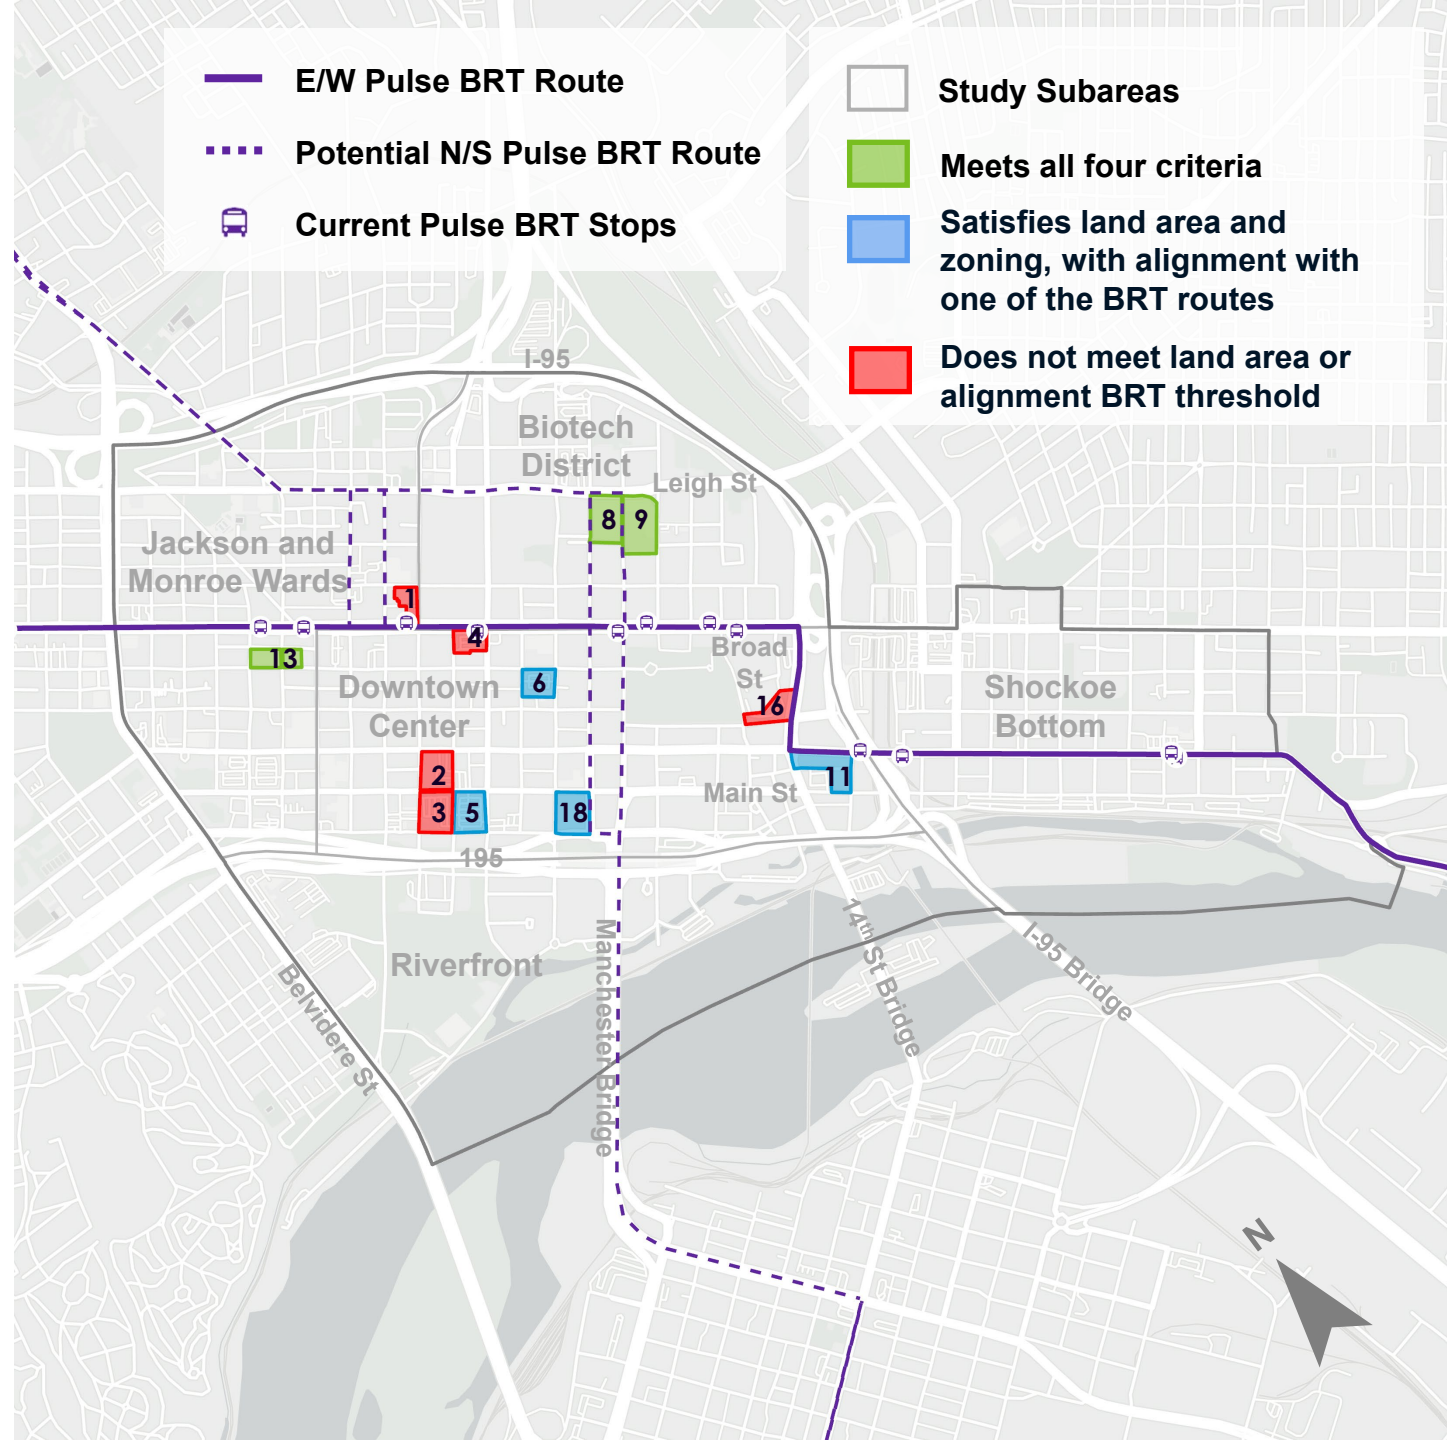 E/W Pulse BRT Route
Potential N/S Pulse BRT Route
Current Pulse BRT Stops
Study Subareas
Meets all four criteria
Satisfies land area and
zoning, with alignment with
one of the BRT routes
Does not meet land area or
alignment BRT threshold
I-95
Biotech
District
Leigh St
8
9
Jackson and
Monroe Wards
1
4
13
Broad
St
6
Downtown
Center
16
Shockoe
Bottom
2
11
Main St
3
5
18
195
Riverfront
Belvidere St
Manchester Bridge
14th St Bridge
I-95 Bridge
N